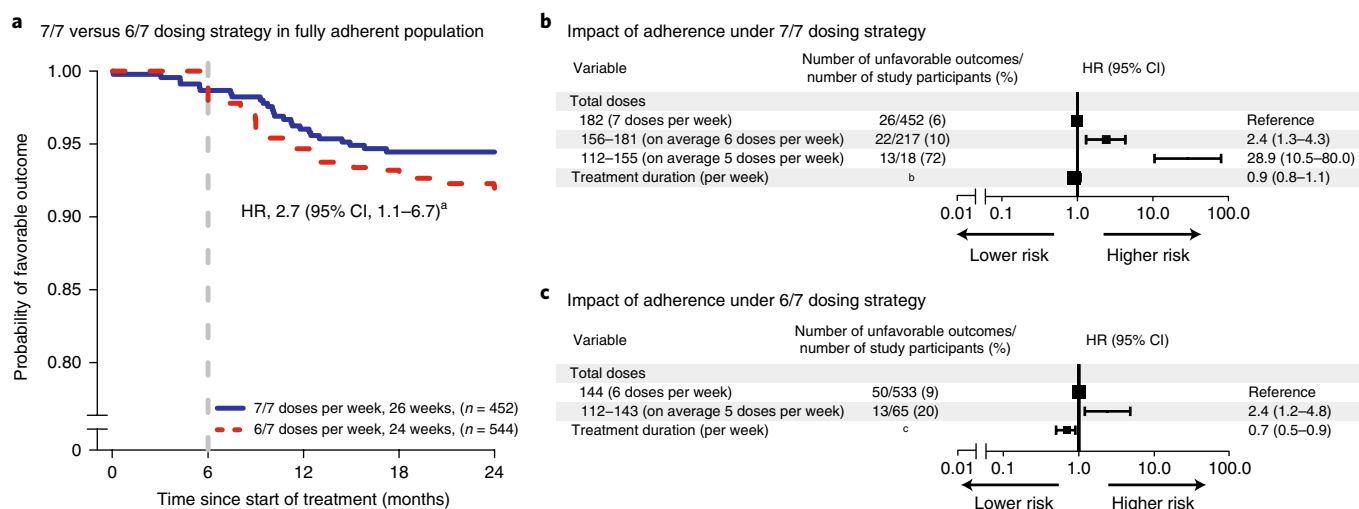 a 7/7 versus 6/7 dosing strategy in fully adherent population
Probability of favorable outcome
1.00
0.95
0.90
0.85
0.80
0
HR, 2.7 (95% CI, 1.1–6.7)a
7/7 doses per week, 26 weeks, (n = 452)
6/7 doses per week, 24 weeks, (n = 544)
0 6 12 18 24
Time since start of treatment (months)
b Impact of adherence under 7/7 dosing strategy
Variable
Number of unfavorable outcomes/
number of study participants (%)
HR (95% CI)
Total doses
182 (7 doses per week) 26/452 (6) Reference
156–181 (on average 6 doses per week) 22/217 (10) 2.4 (1.3–4.3)
112–155 (on average 5 doses per week) 13/18 (72) 28.9 (10.5–80.0)
Treatment duration (per week) b 0.9 (0.8–1.1)
0.01 0.1 1.0 10.0 100.0
Lower risk Higher risk
c Impact of adherence under 6/7 dosing strategy
Variable
Number of unfavorable outcomes/
number of study participants (%)
HR (95% CI)
Total doses
144 (6 doses per week) 50/533 (9) Reference
112–143 (on average 5 doses per week) 13/65 (20) 2.4 (1.2–4.8)
Treatment duration (per week) c 0.7 (0.5–0.9)
0.01 0.1 1.0 10.0 100.0
Lower risk Higher risk